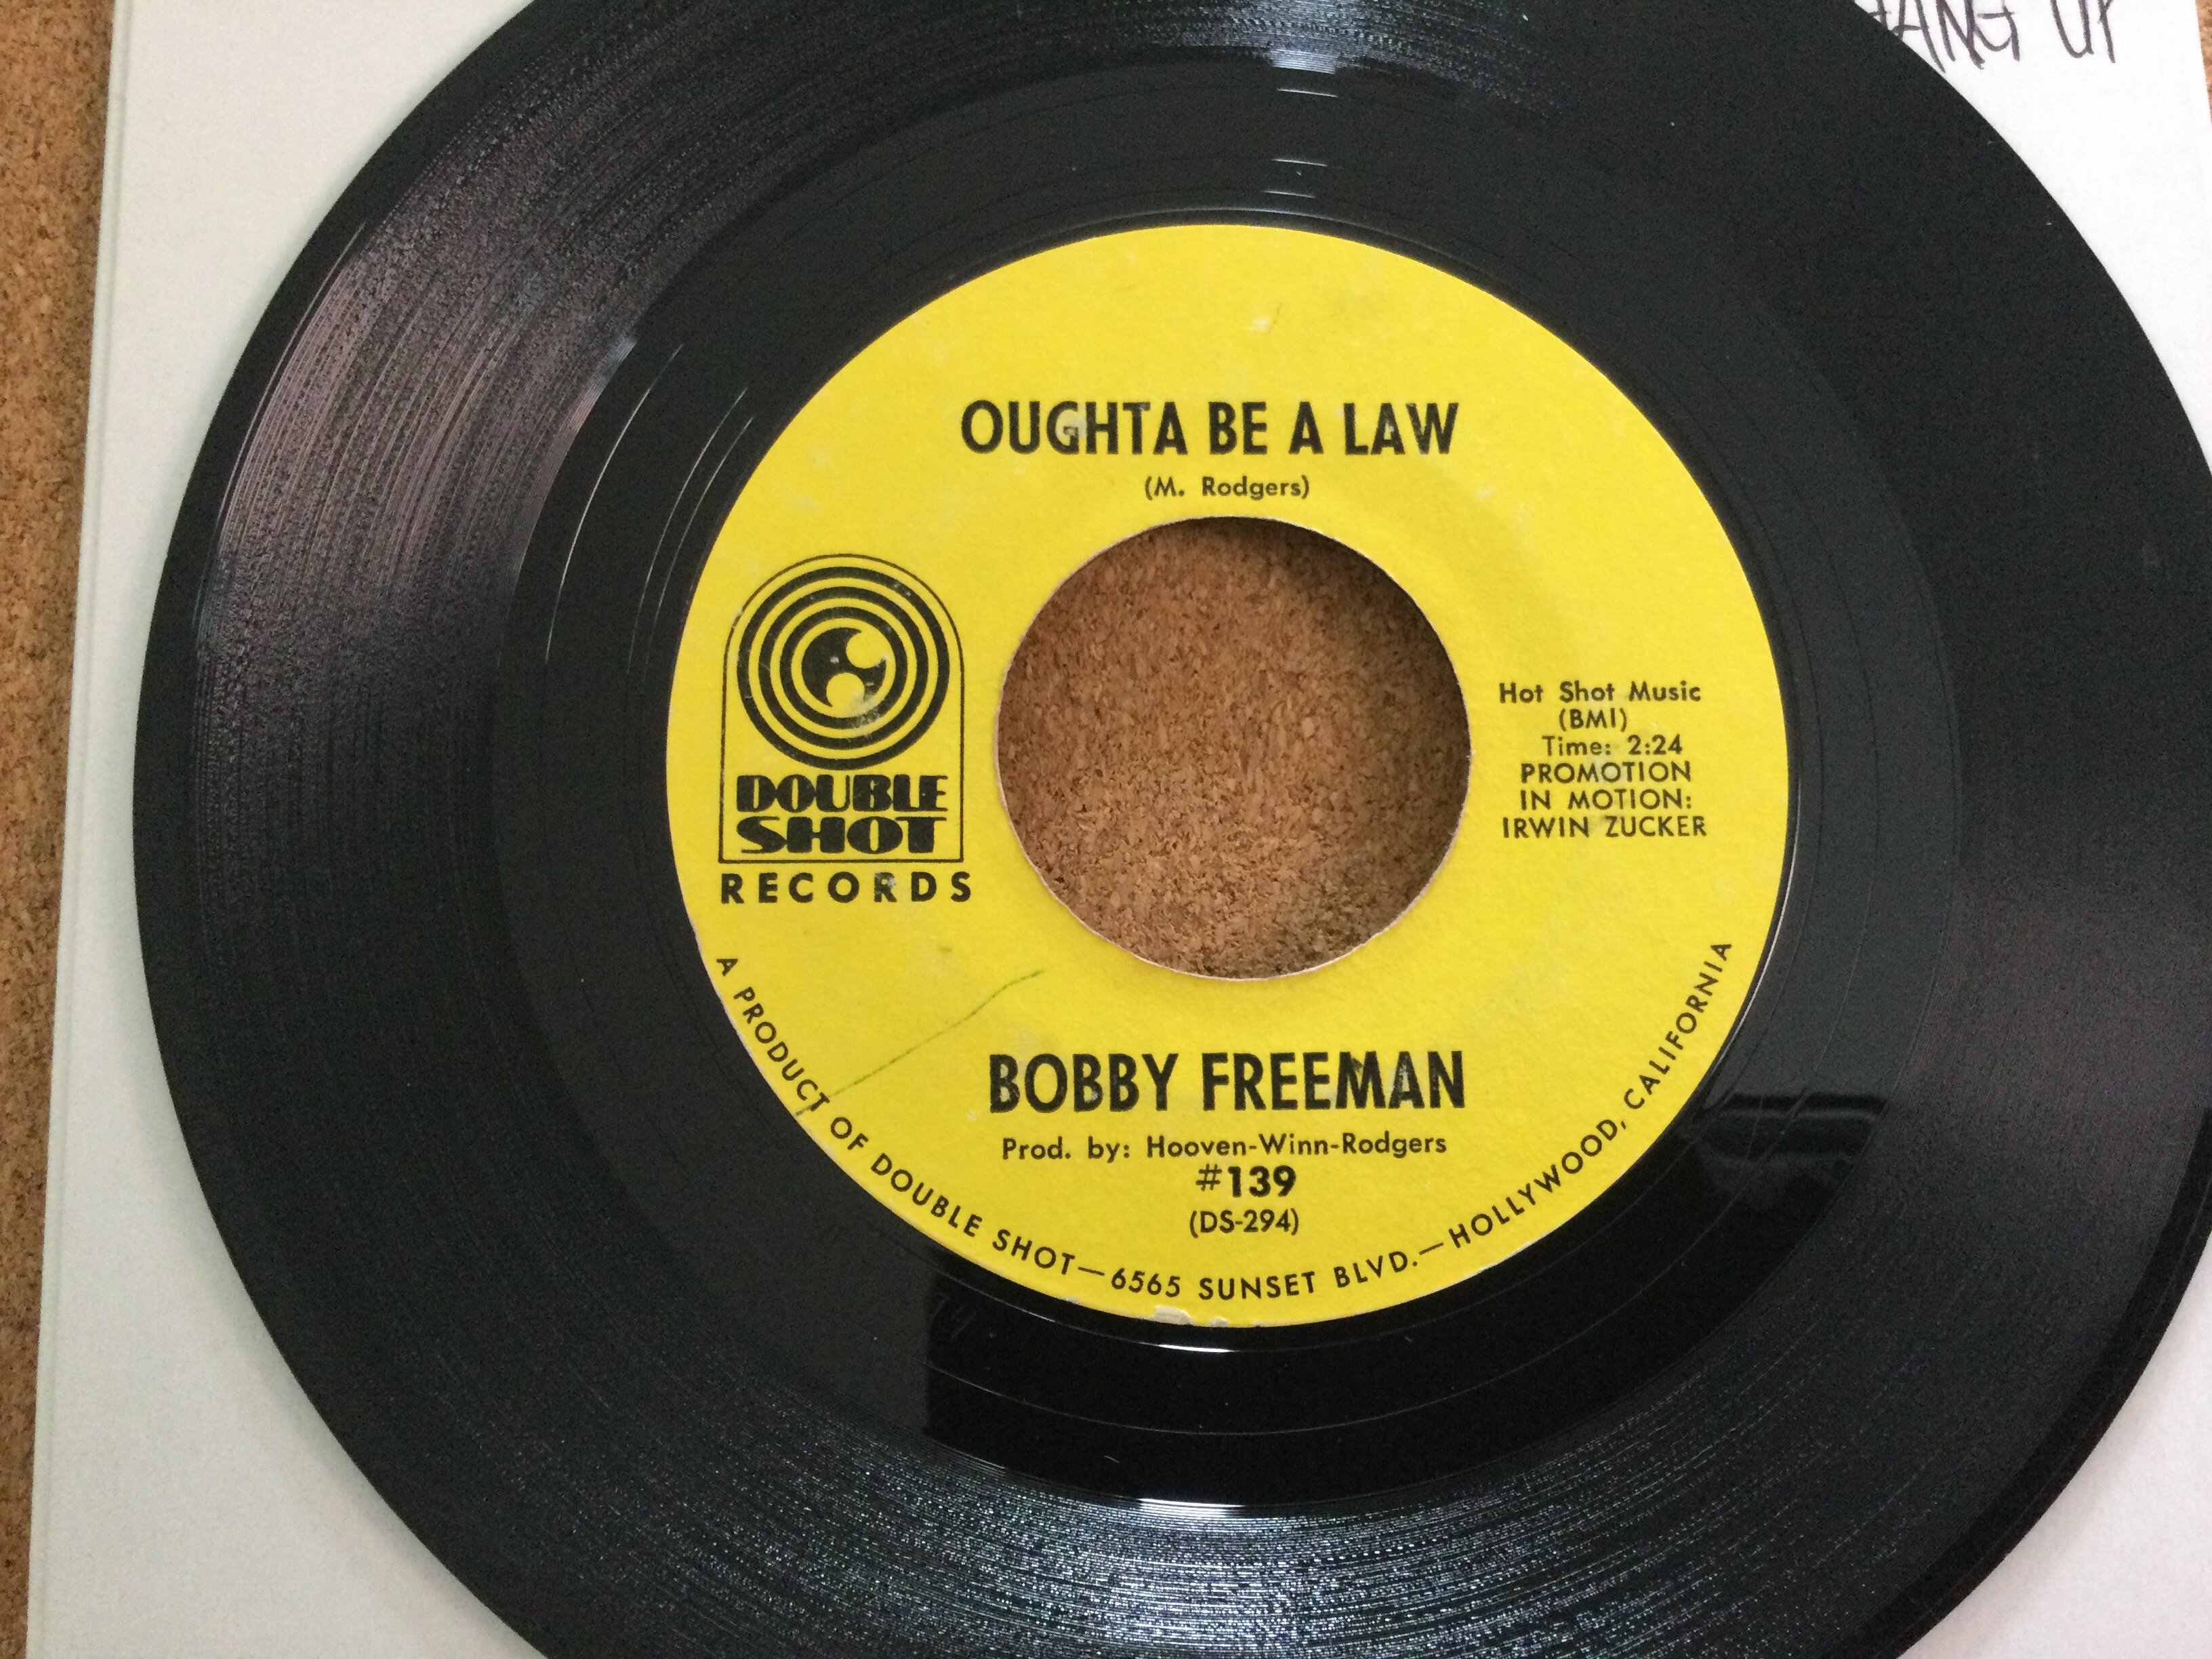 UP
OUGHTA BE A LAW
(M. Rodgers)
DOUBLE
SHOT
RECORDS
Hot Shot Music
(BMI)
Time: 2:24
PROMOTION
IN MOTION:
IRWIN ZUCKER
BOBBY FREEMAN
Prod. by: Hooven-Winn-Rodgers
#139
(DS-294)
A PRODUCT OF DOUBLE SHOT—6565 SUNSET BLVD.—HOLLYWOOD, CALIFORNIA